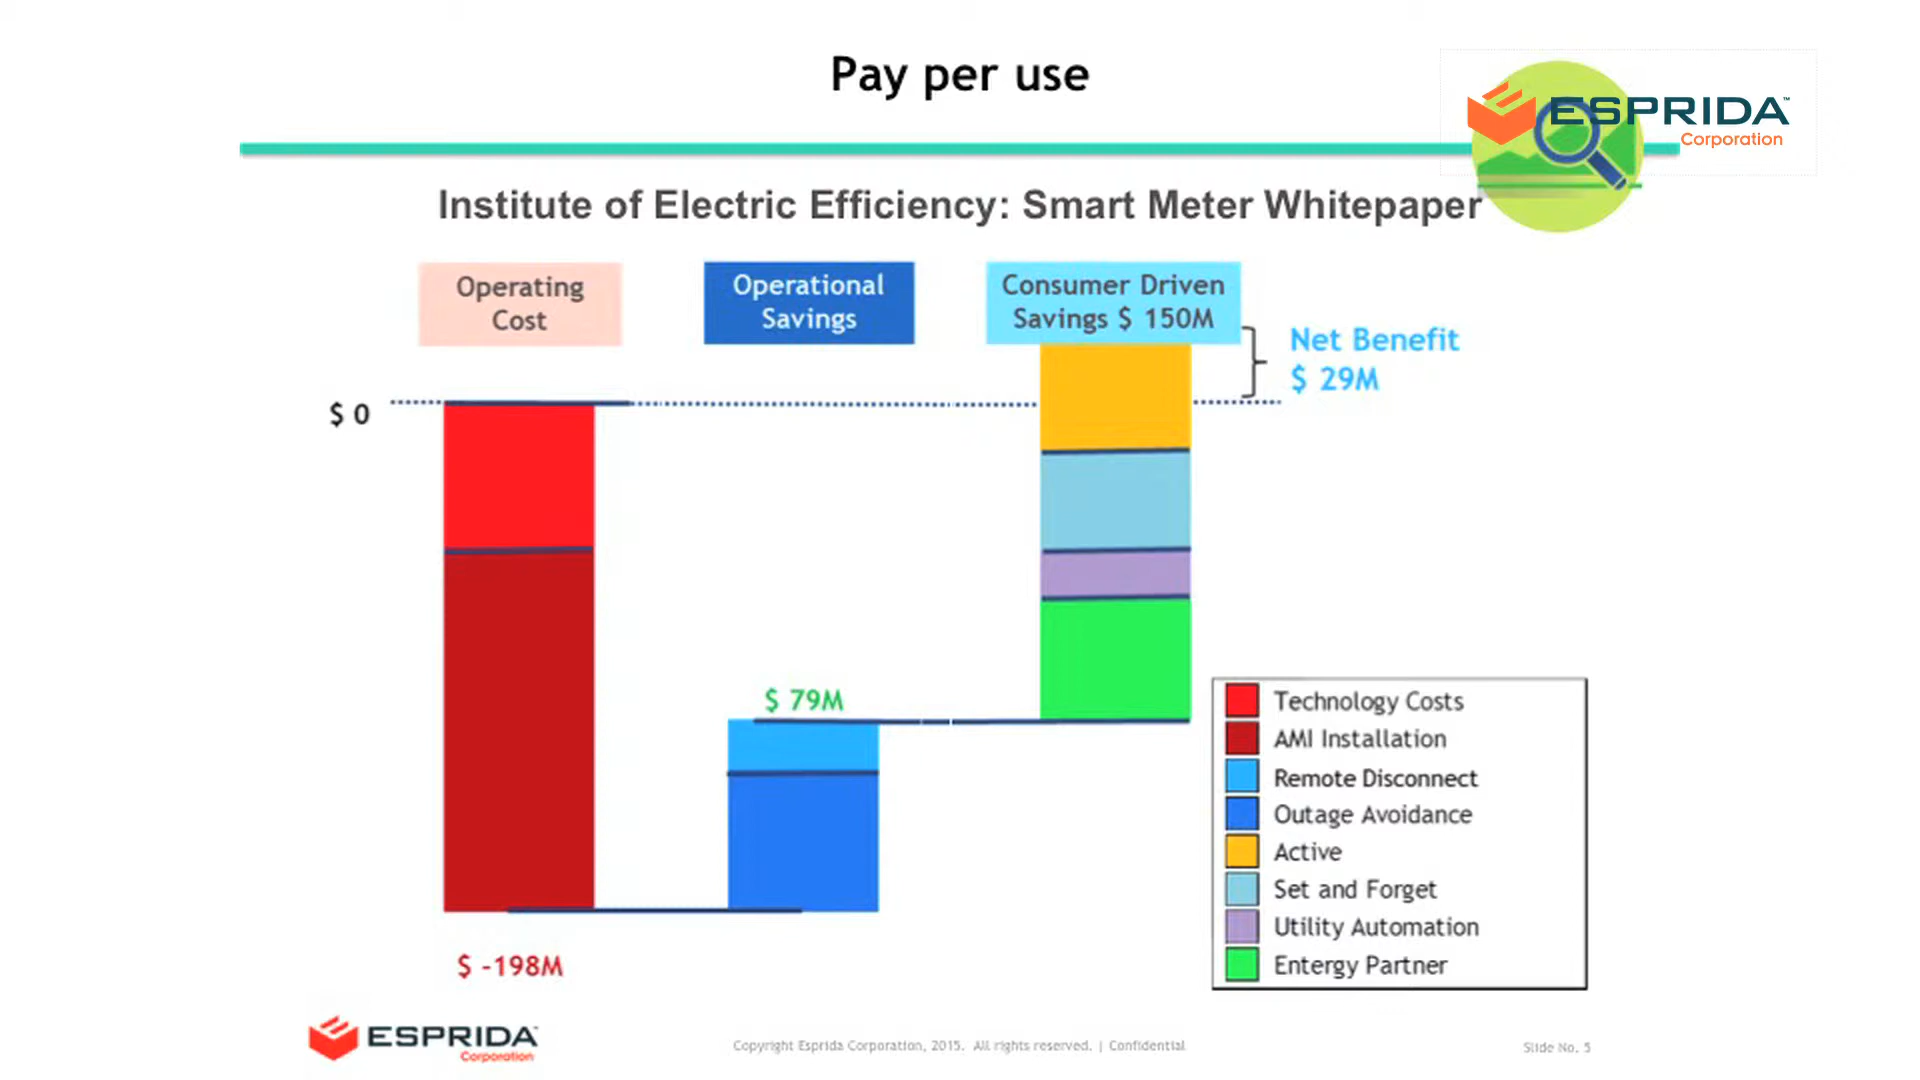 Pay per use
ESPRIDA™
Corporation
Institute of Electric Efficiency: Smart Meter Whitepaper
Operating
Cost
Operational
Savings
Consumer Driven
Savings $ 150M
Net Benefit
$ 29M
$ 0
$ 79M
$ -198M
Technology Costs
AMI Installation
Remote Disconnect
Outage Avoidance
Active
Set and Forget
Utility Automation
Entergy Partner
ESPRIDA™
Corporation
Copyright Esprida Corporation, 2015. All rights reserved. | Confidential
Slide No. 5